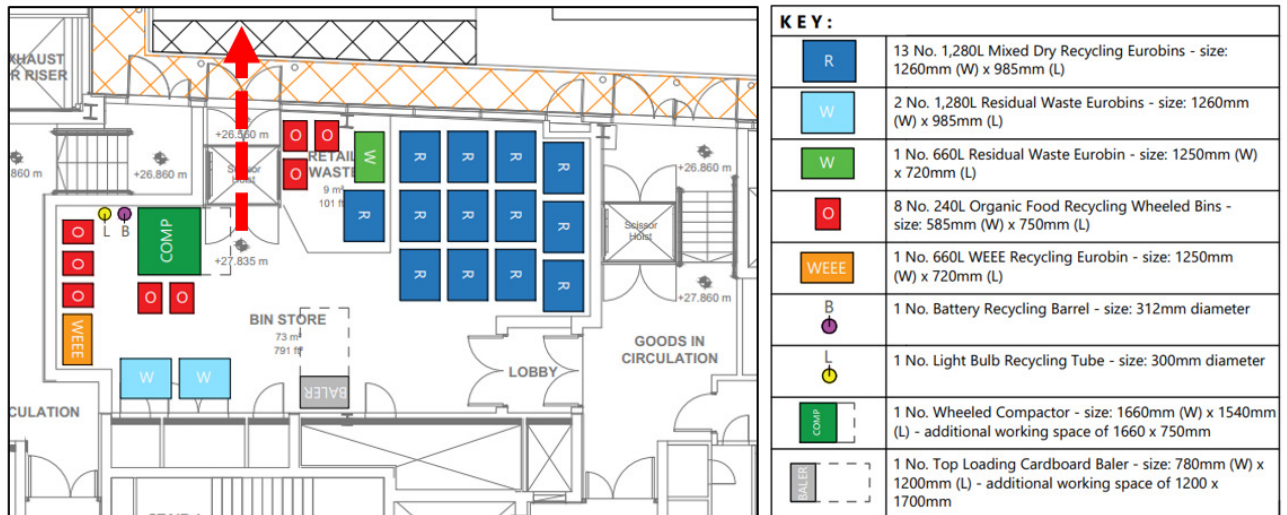 XHAUST
R RISER
860 m
+26.860 m
+26.560 m
Scissor
Hoist
+27.835 m
RETAIL
WASTE
9 m²
101 ft
O
O
O
W
R
R
R
R
R
R
R
R
R
R
R
R
R
L
B
COMP
O
O
O
O
O
WEEE
W
W
BIN STORE
73 m²
791 ft²
BALER
LOBBY
+26.860 m
Scissor
Hoist
+27.860 m
GOODS IN
CIRCULATION
CULATION
KEY:
R
13 No. 1,280L Mixed Dry Recycling Eurobins - size:
1260mm (W) x 985mm (L)
W
2 No. 1,280L Residual Waste Eurobins - size: 1260mm
(W) x 985mm (L)
W
1 No. 660L Residual Waste Eurobin - size: 1250mm (W)
x 720mm (L)
O
8 No. 240L Organic Food Recycling Wheeled Bins -
size: 585mm (W) x 750mm (L)
WEEE
1 No. 660L WEEE Recycling Eurobin - size: 1250mm
(W) x 720mm (L)
B
1 No. Battery Recycling Barrel - size: 312mm diameter
L
1 No. Light Bulb Recycling Tube - size: 300mm diameter
COMP
1 No. Wheeled Compactor - size: 1660mm (W) x 1540mm
(L) - additional working space of 1660 x 750mm
BALER
1 No. Top Loading Cardboard Baler - size: 780mm (W) x
1200mm (L) - additional working space of 1200 x
1700mm